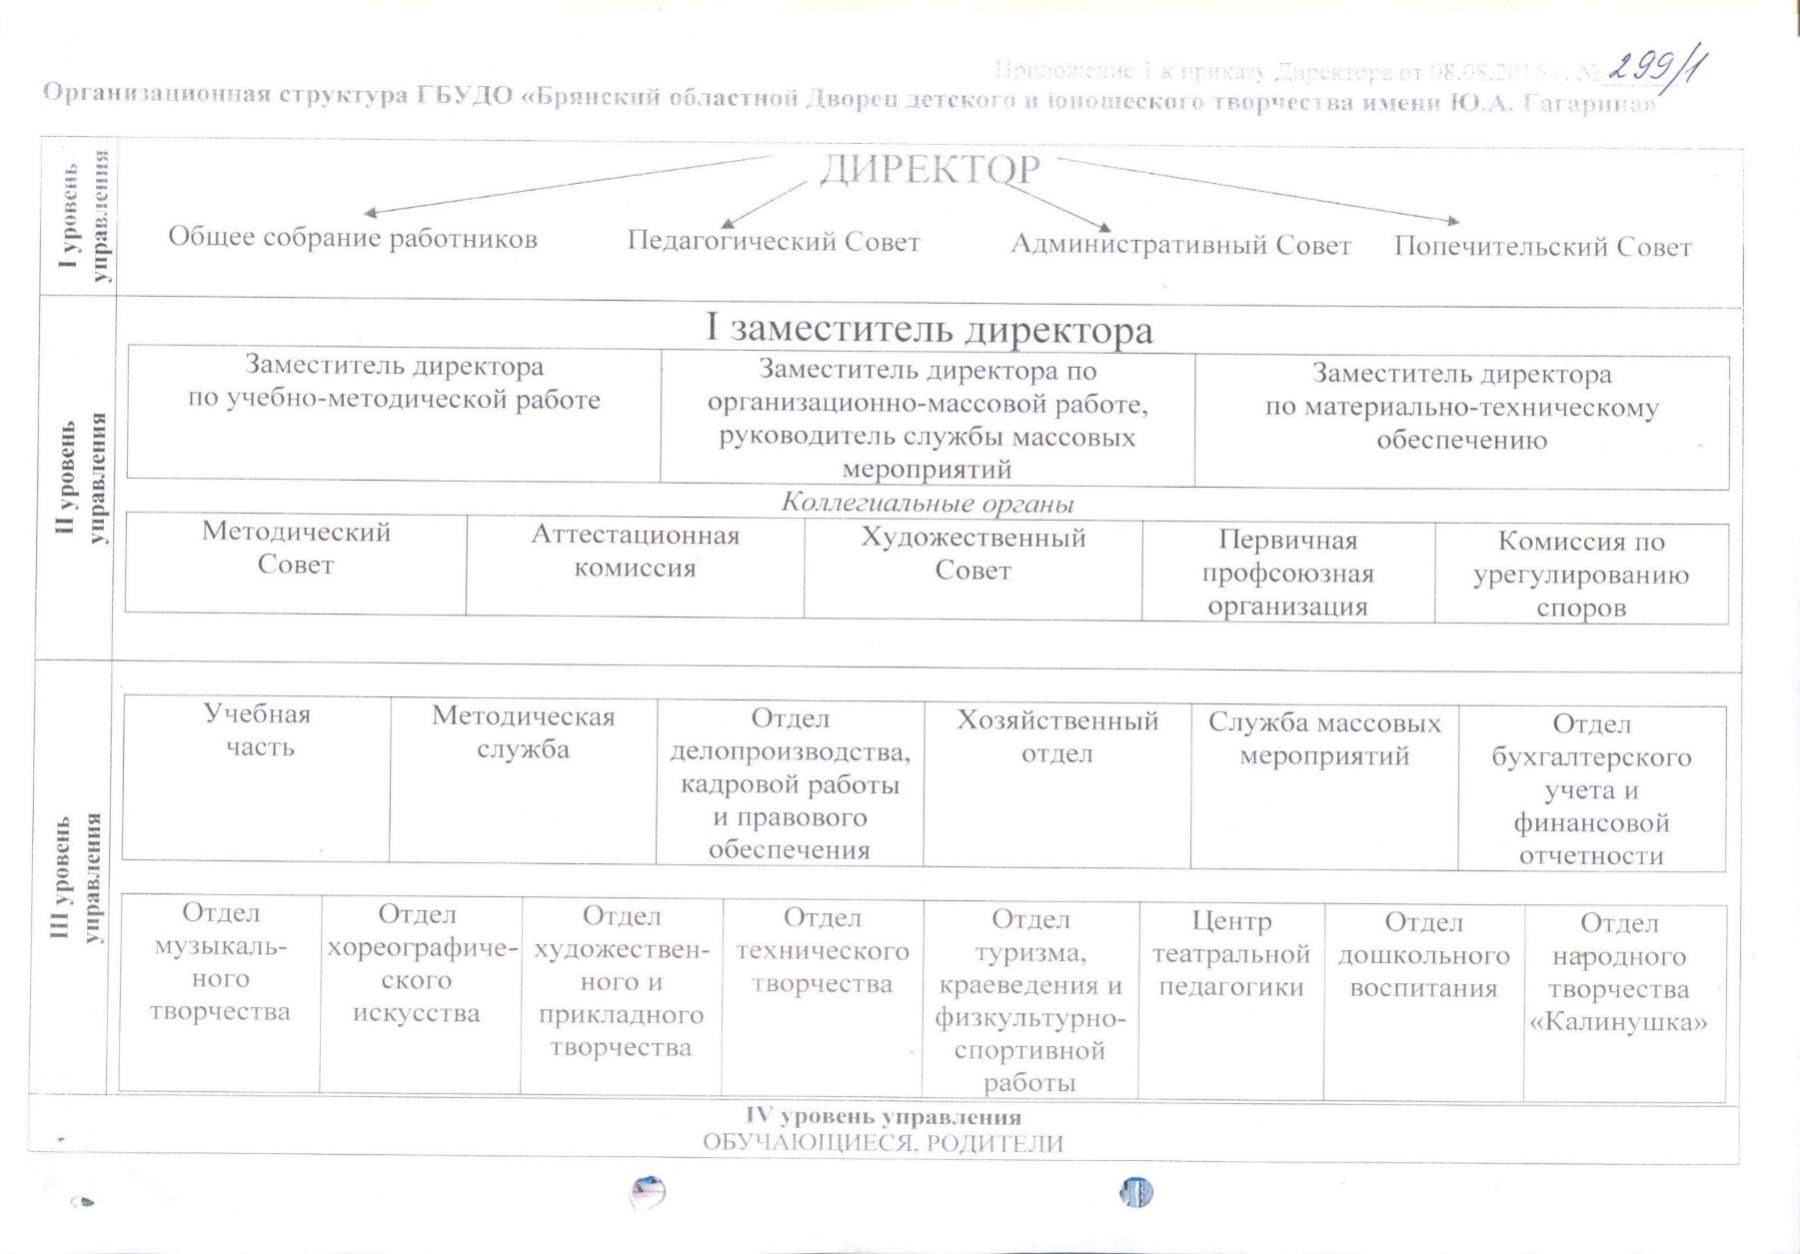 Приложение 1 к приказу Директора от 08.08.2016 г. № 299/1
Организационная структура ГБУДО «Брянский областной Дворец детского и юношеского творчества имени Ю.А. Гагарина»
I уровень
управления
ДИРЕКТОР
Общее собрание работников
Педагогический Совет
Административный Совет
Попечительский Совет
II уровень
управления
I заместитель директора
Заместитель директора
по учебно-методической работе
Заместитель директора по
организационно-массовой работе,
руководитель службы массовых
мероприятий
Заместитель директора
по материально-техническому
обеспечению
Коллегиальные органы
Методический
Совет
Аттестационная
комиссия
Художественный
Совет
Первичная
профсоюзная
организация
Комиссия по
урегулированию
споров
III уровень
управления
Учебная
часть
Методическая
служба
Отдел
делопроизводства,
кадровой работы
и правового
обеспечения
Хозяйственный
отдел
Служба массовых
мероприятий
Отдел
бухгалтерского
учета и
финансовой
отчетности
Отдел
музыкаль-
ного
творчества
Отдел
хореографиче-
ского
искусства
Отдел
художествен-
ного и
прикладного
творчества
Отдел
технического
творчества
Отдел
туризма,
краеведения и
физкультурно-
спортивной
работы
Центр
театральной
педагогики
Отдел
дошкольного
воспитания
Отдел
народного
творчества
«Калинушка»
IV уровень управления
ОБУЧАЮЩИЕСЯ, РОДИТЕЛИ